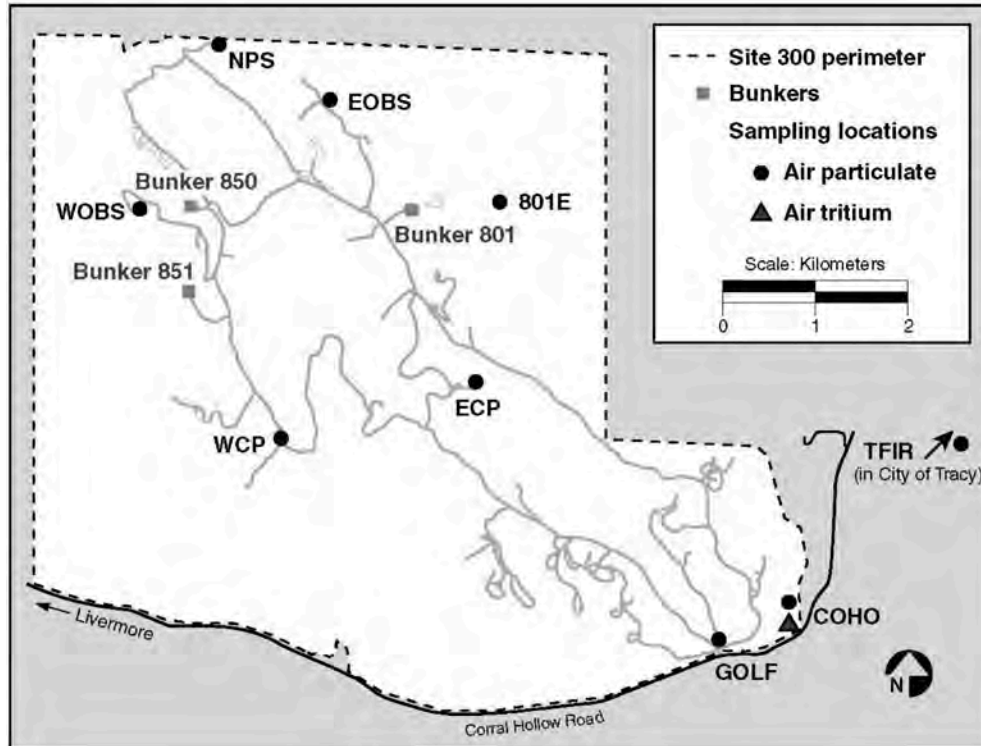 NPS
EOBS
Bunker 850
WOBS
801E
Bunker 801
Bunker 851
ECP
WCP
Site 300 perimeter
Bunkers
Sampling locations
Air particulate
Air tritium
Scale: Kilometers
0 1 2
TFIR
(in City of Tracy)
Livermore
COHO
GOLF
Corral Hollow Road
N